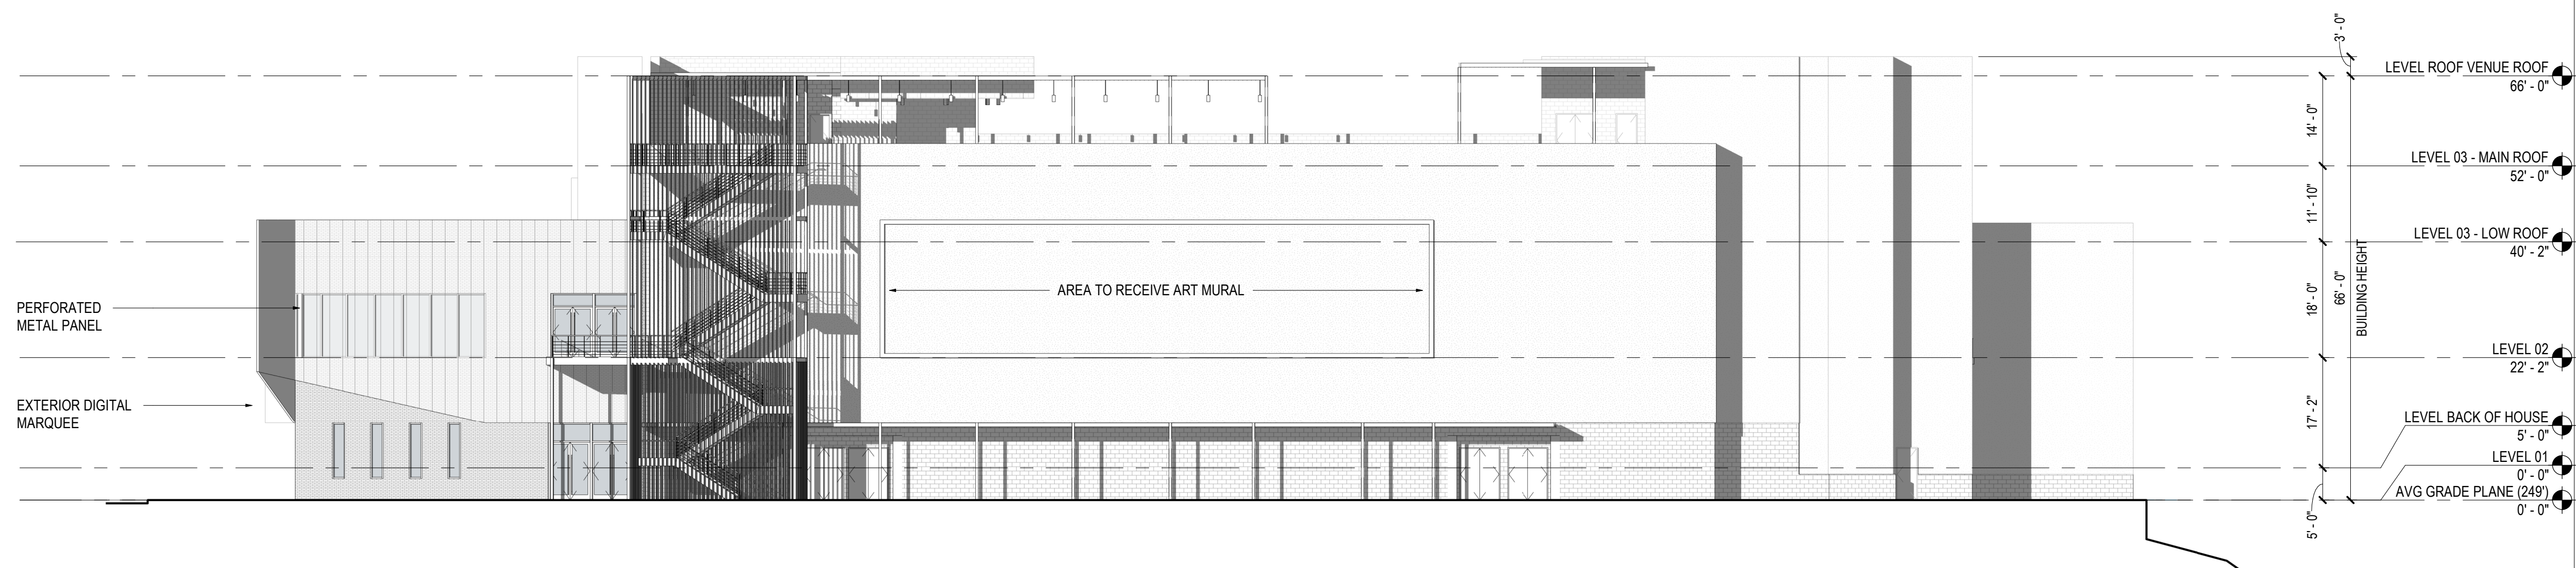 3' - 0"
LEVEL ROOF VENUE ROOF
66' - 0"
14' - 0"
LEVEL 03 - MAIN ROOF
52' - 0"
11' - 10"
LEVEL 03 - LOW ROOF
40' - 2"
66' - 0"
BUILDING HEIGHT
18' - 0"
AREA TO RECEIVE ART MURAL
PERFORATED
METAL PANEL
LEVEL 02
22' - 2"
EXTERIOR DIGITAL
MARQUEE
17' - 2"
LEVEL BACK OF HOUSE
5' - 0"
LEVEL 01
0' - 0"
AVG GRADE PLANE (249')
0' - 0"
5' - 0"